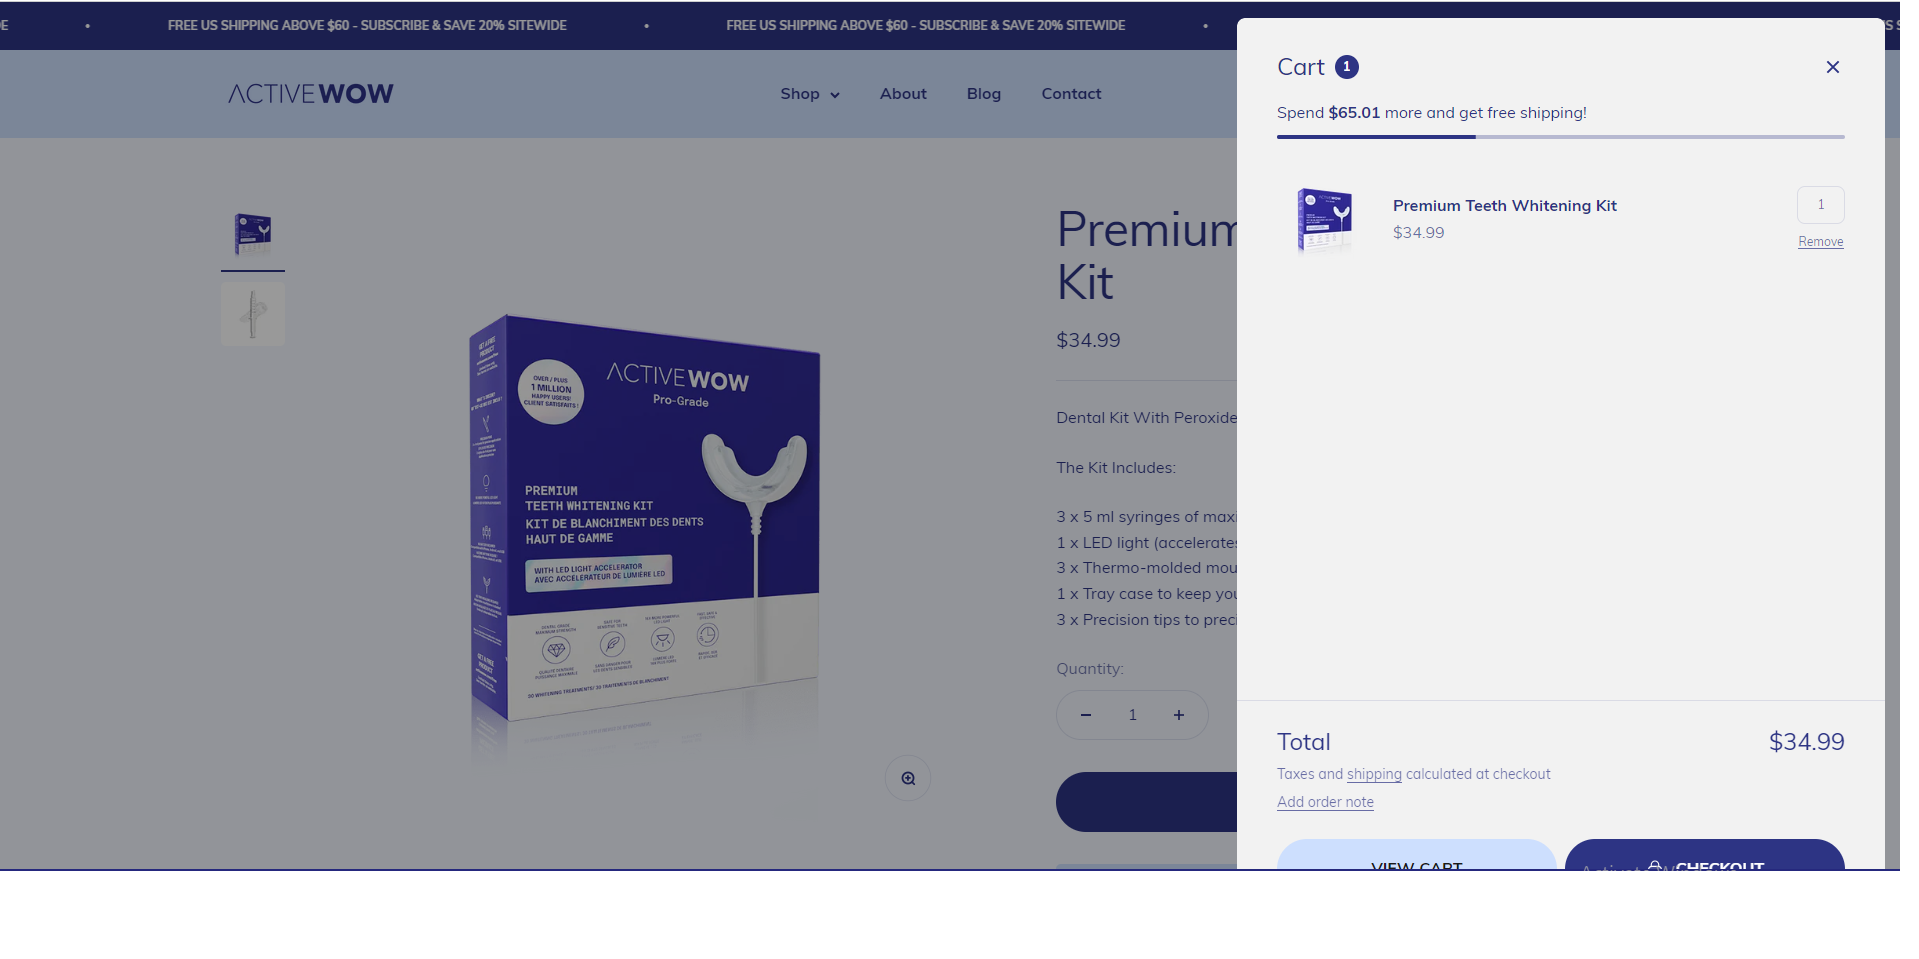 E • FREE US SHIPPING ABOVE $60 - SUBSCRIBE & SAVE 20% SITEWIDE • FREE US SHIPPING ABOVE $60 - SUBSCRIBE & SAVE 20% SITEWIDE •
ACTIVEWOW
Shop
About
Blog
Contact
Premium
Kit
$34.99
Dental Kit With Peroxide
The Kit Includes:
3 x 5 ml syringes of maxi
1 x LED light (accelerates
3 x Thermo-molded mou
1 x Tray case to keep you
3 x Precision tips to preci
Quantity:
1
OVER / PLUS
1 MILLION
HAPPY USERS!
CLIENT SATISFAITS!
ACTIVEWOW
Pro-Grade
PREMIUM
TEETH WHITENING KIT
KIT DE BLANCHIMENT DES DENTS
HAUT DE GAMME
WITH LED LIGHT ACCELERATOR
AVEC ACCÉLÉRATEUR DE LUMIÈRE LED
GET A FREE
PRODUCT
Cart 1
Spend $65.01 more and get free shipping!
Premium Teeth Whitening Kit
$34.99
1
Remove
Total
$34.99
Taxes and shipping calculated at checkout
Add order note
VIEW CART
CHECKOUT